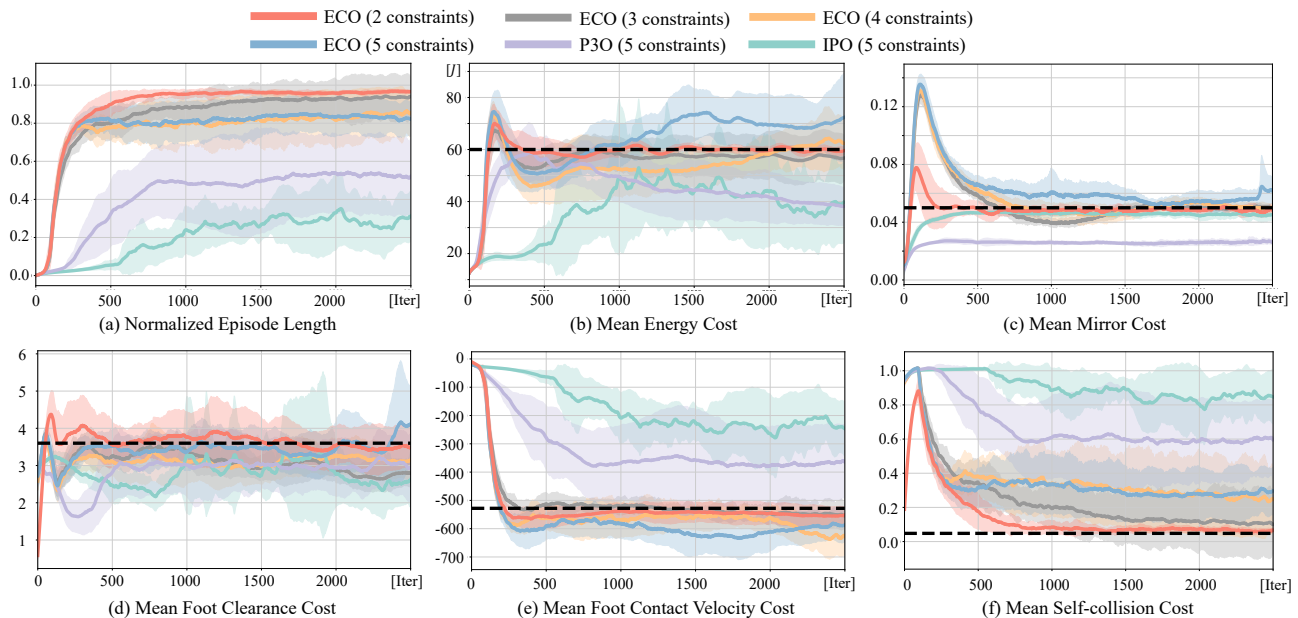 ECO (2 constraints) ECO (3 constraints) ECO (4 constraints)
ECO (5 constraints) P3O (5 constraints) IPO (5 constraints)
1.0
0.8
0.6
0.4
0.2
0.0
0 500 1000 1500 2000 [Iter]
(a) Normalized Episode Length
[J]
80
60
40
20
0 500 1000 1500 2000 [Iter]
(b) Mean Energy Cost
0.12
0.08
0.04
0.00
0 500 1000 1500 2000 [Iter]
(c) Mean Mirror Cost
6
5
4
3
2
1
0 500 1000 1500 2000 [Iter]
(d) Mean Foot Clearance Cost
0
-100
-200
-300
-400
-500
-600
-700
0 500 1000 1500 2000 [Iter]
(e) Mean Foot Contact Velocity Cost
1.0
0.8
0.6
0.4
0.2
0.0
0 500 1000 1500 2000 [Iter]
(f) Mean Self-collision Cost